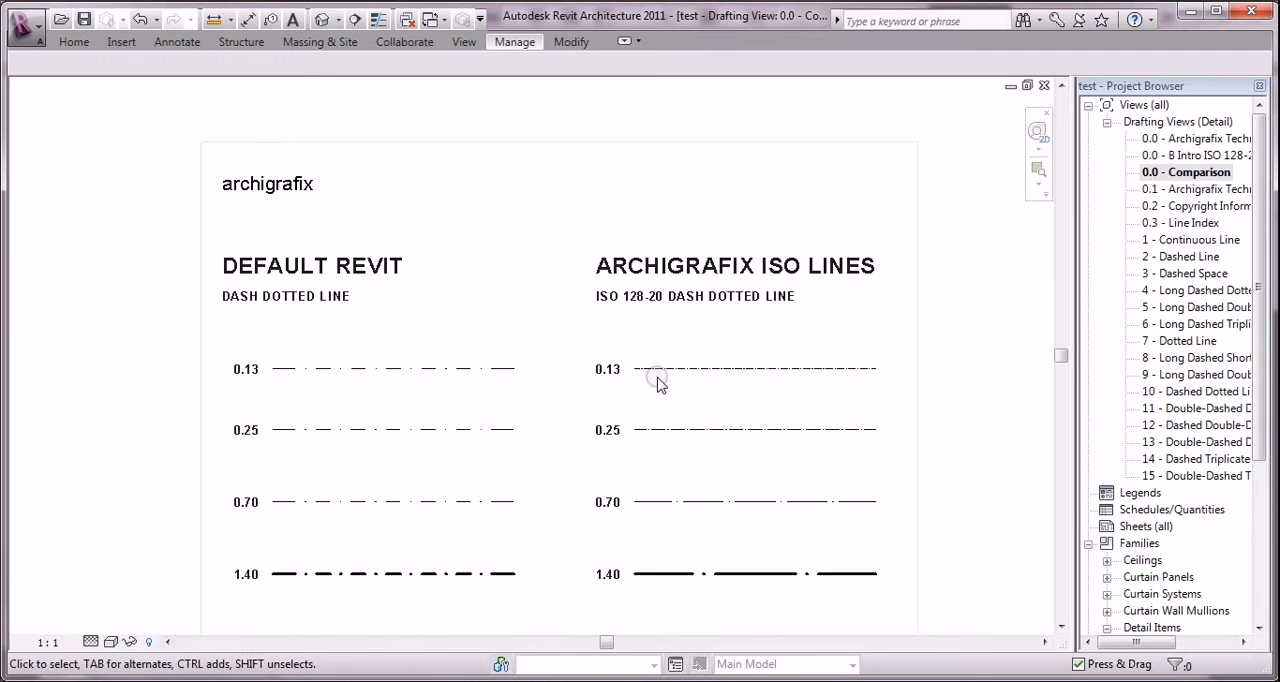 Autodesk Revit Architecture 2011 - [test - Drafting View: 0.0 - Co...
Type a keyword or phrase
Home Insert Annotate Structure Massing & Site Collaborate View Manage Modify
test - Project Browser
Views (all)
Drafting Views (Detail)
0.0 - Archigrafix Techn
0.0 - B Intro ISO 128-2
0.0 - Comparison
0.1 - Archigrafix Techn
0.2 - Copyright Inform
0.3 - Line Index
1 - Continuous Line
2 - Dashed Line
3 - Dashed Space
4 - Long Dashed Dotte
5 - Long Dashed Doub
6 - Long Dashed Tripli
7 - Dotted Line
8 - Long Dashed Short
9 - Long Dashed Doub
10 - Dashed Dotted Li
11 - Double-Dashed D
12 - Dashed Double-D
13 - Double-Dashed D
14 - Dashed Triplicate
15 - Double-Dashed T
Legends
Schedules/Quantities
Sheets (all)
Families
Ceilings
Curtain Panels
Curtain Systems
Curtain Wall Mullions
Detail Items
2D
archigrafix
DEFAULT REVIT
DASH DOTTED LINE
0.13
0.25
0.70
1.40
ARCHIGRAFIX ISO LINES
ISO 128-20 DASH DOTTED LINE
0.13
0.25
0.70
1.40
1 : 1
Click to select, TAB for alternates, CTRL adds, SHIFT unselects.
Main Model
Press & Drag
:0